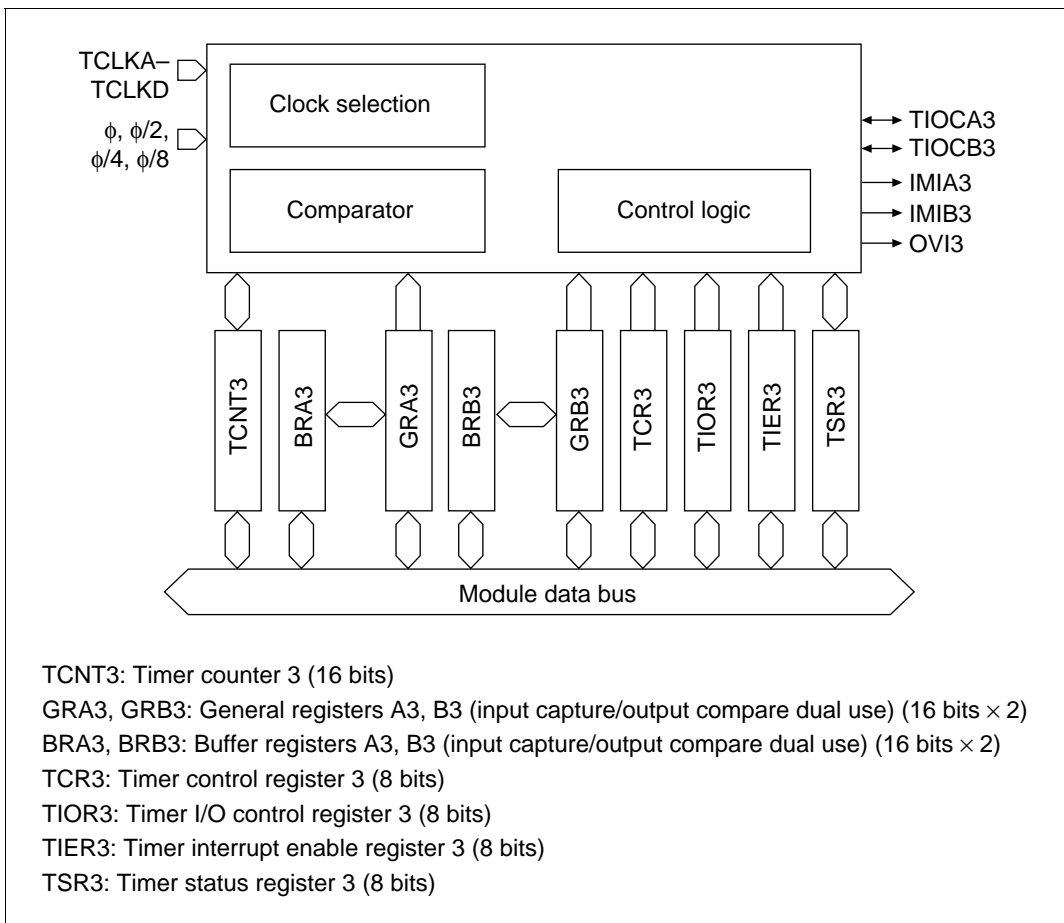 TCLKA–
TCLKD
ϕ, ϕ/2,
ϕ/4, ϕ/8
Clock selection
Comparator
Control logic
TIOCA3
TIOCB3
IMIA3
IMIB3
OVI3
TCNT3
BRA3
GRA3
BRB3
GRB3
TCR3
TIOR3
TIER3
TSR3
Module data bus
TCNT3: Timer counter 3 (16 bits)
GRA3, GRB3: General registers A3, B3 (input capture/output compare dual use) (16 bits × 2)
BRA3, BRB3: Buffer registers A3, B3 (input capture/output compare dual use) (16 bits × 2)
TCR3: Timer control register 3 (8 bits)
TIOR3: Timer I/O control register 3 (8 bits)
TIER3: Timer interrupt enable register 3 (8 bits)
TSR3: Timer status register 3 (8 bits)